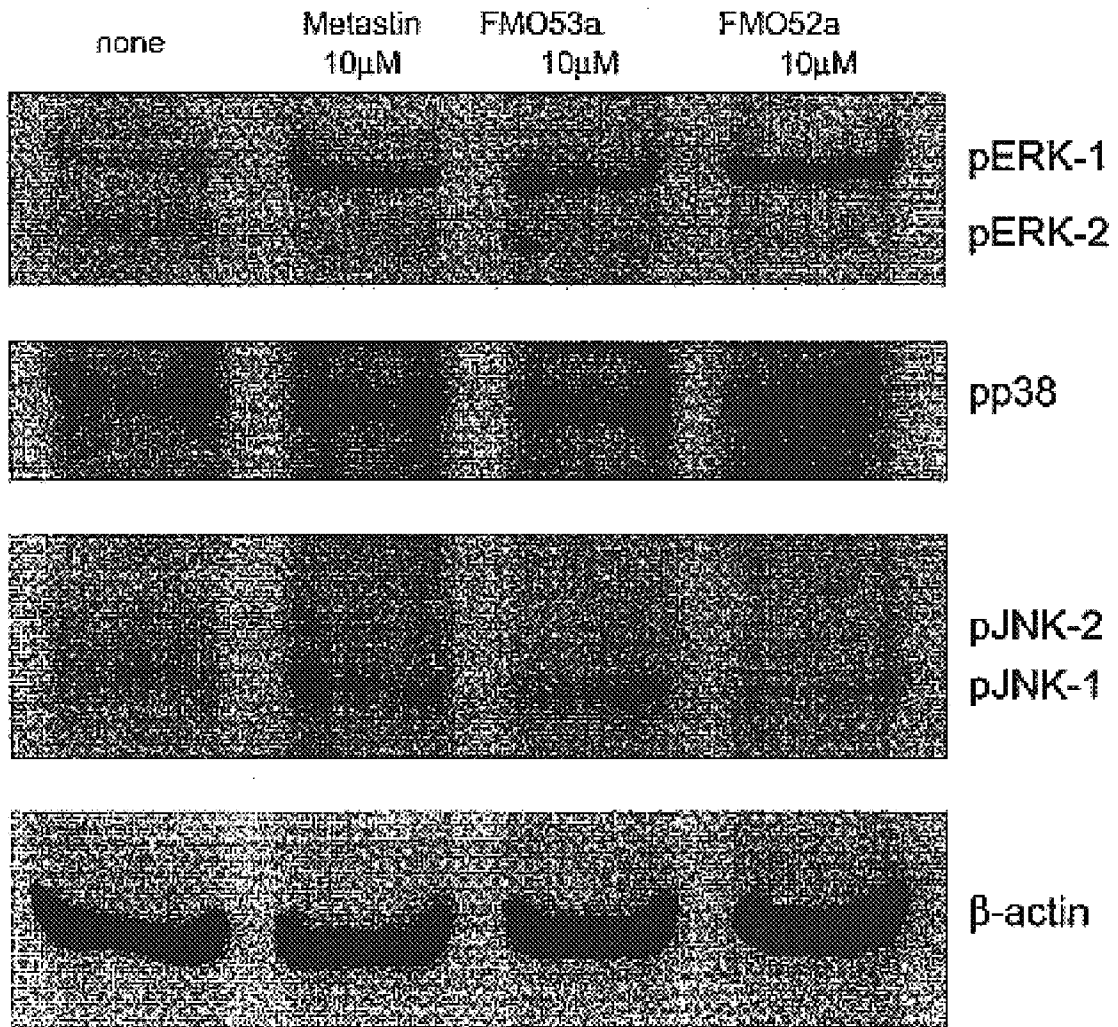 none Metastin FMO53a FMO52a
10μM 10μM 10μM
pERK-1
pERK-2
pp38
pJNK-2
pJNK-1
β-actin